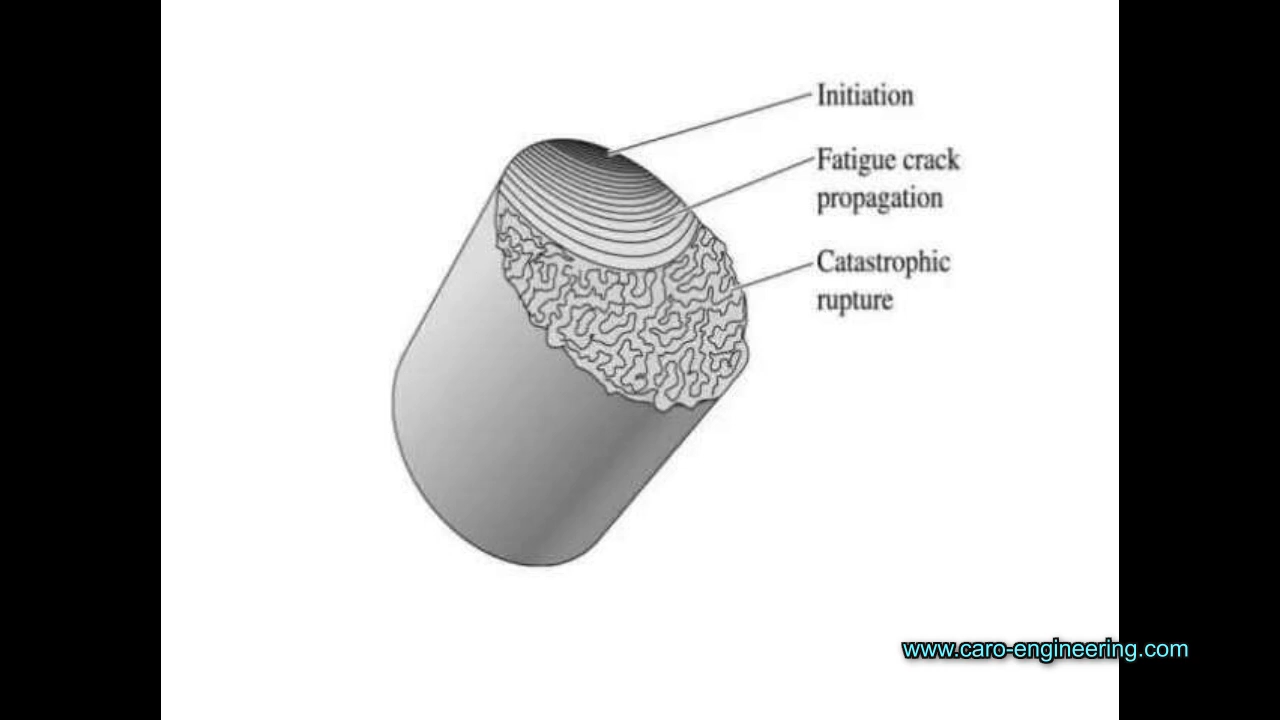 Initiation
Fatigue crack
propagation
Catastrophic
rupture
www.caro-engineering.com